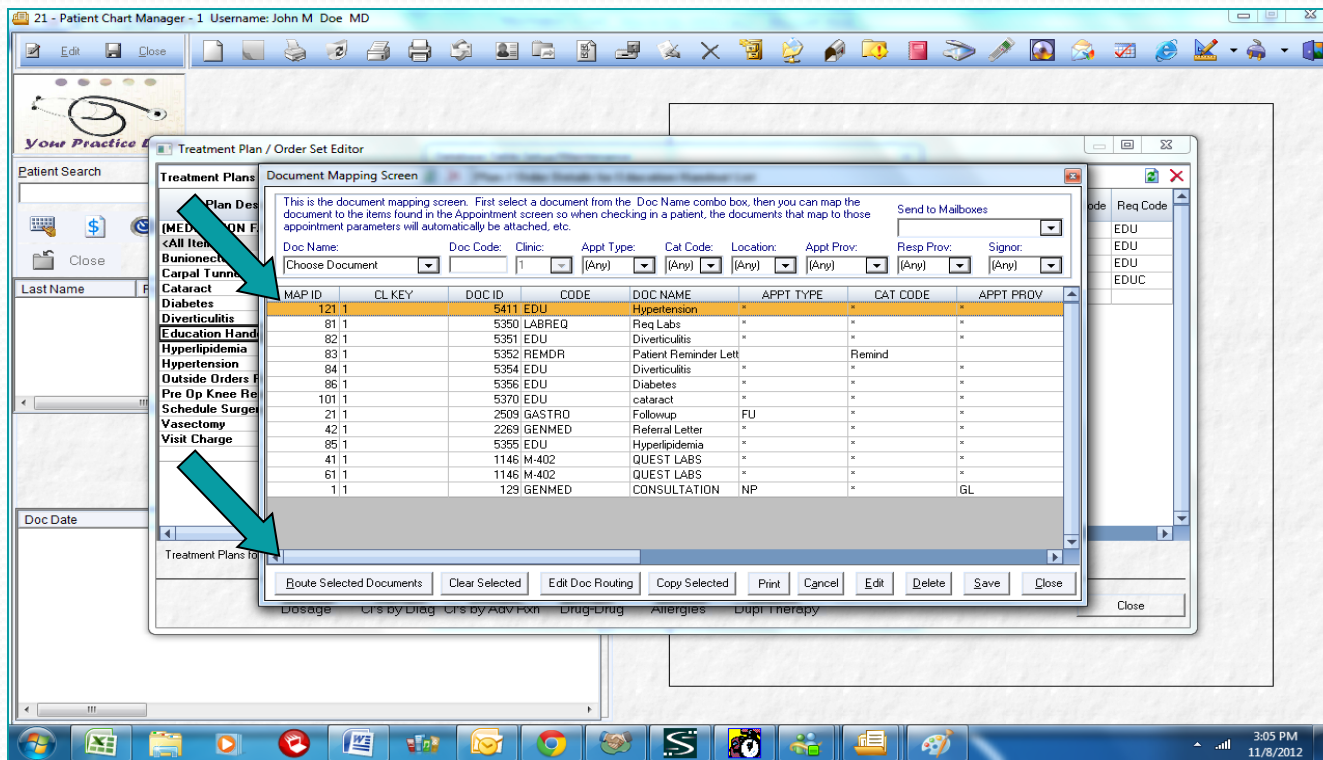 21 - Patient Chart Manager - 1 Username: John M Doe MD
Edit Close
Your Practice
Treatment Plan / Order Set Editor
Patient Search
Treatment Plans
Document Mapping Screen
Plan Des
This is the document mapping screen. First select a document from the Doc Name combo box, then you can map the
document to the items found in the Appointment screen so when checking in a patient, the documents that map to those
appointment parameters will automatically be attached, etc.
Send to Mailboxes
Doc Name: Doc Code: Clinic: Appt Type: Cat Code: Location: Appt Prov: Resp Prov: Signor:
Choose Document 1 (Any) (Any) (Any) (Any) (Any) (Any)
ode Req Code
EDU
EDU
EDU
EDUC
Close
Last Name
<All Ite
Bunionect
Carpal Tunne
Cataract
Diabetes
Diverticulitis
Education Hand
Hyperlipidemia
Hypertension
Outside Orders F
Pre Op Knee Re
Schedule Surge
Vasectomy
Visit Charge
MAP ID CL KEY DOC ID CODE DOC NAME APPT TYPE CAT CODE APPT PROV
121 1 5411 EDU Hypertension * * *
81 1 5350 LABREQ Req Labs * * *
82 1 5351 EDU Diverticulitis * * *
83 1 5352 REMDR Patient Reminder Lett Remind
84 1 5354 EDU Diverticulitis * * *
86 1 5356 EDU Diabetes * * *
101 1 5370 EDU cataract * * *
21 1 2509 GASTRO Followup FU * *
42 1 2269 GENMED Referral Letter * * *
85 1 5355 EDU Hyperlipidemia * * *
41 1 1146 M-402 QUEST LABS * * *
61 1 1146 M-402 QUEST LABS * * *
1 1 129 GENMED CONSULTATION NP * GL
Doc Date
Treatment Plans fo
Route Selected Documents Clear Selected Edit Doc Routing Copy Selected Print Cancel Edit Delete Save Close
Dosage CI's by Diag CI's by Adv Rxn Drug-Drug Allergies Dupl Therapy
Close
3:05 PM
11/8/2012